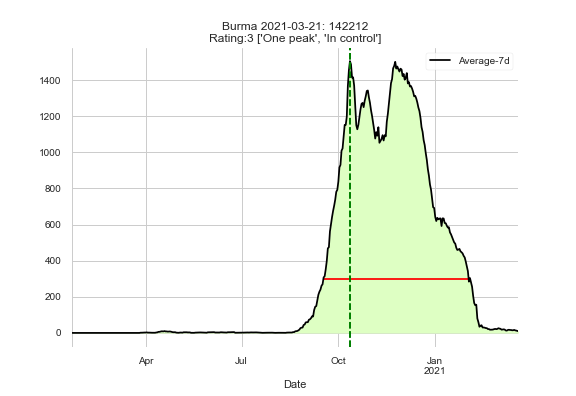 Burma 2021-03-21: 142212
Rating:3 ['One peak', 'In control']
Average-7d
1400
1200
1000
800
600
400
200
0
Apr
Jul
Oct
Jan
2021
Date